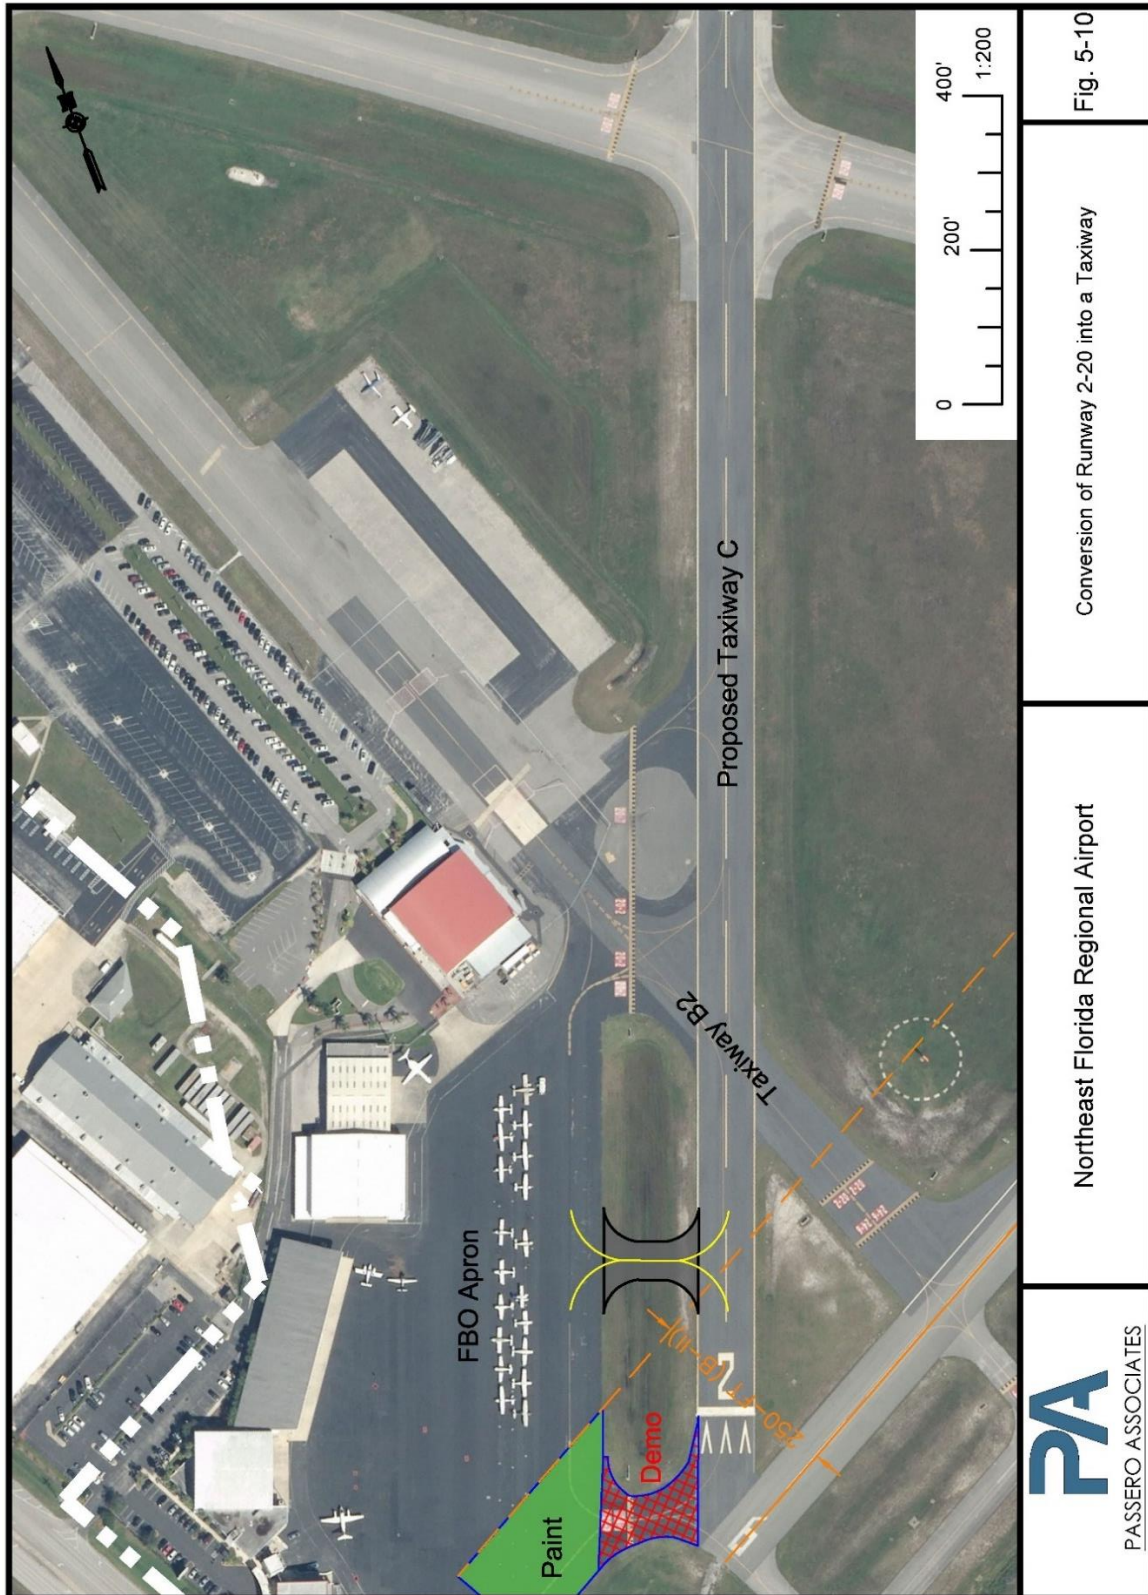 Fig. 5-10
Conversion of Runway 2-20 into a Taxiway
Northeast Florida Regional Airport
PA
PASSERO ASSOCIATES
0
200'
400'
1:200
Proposed Taxiway C
Taxiway B2
FBO Apron
250-FT (B-II)
Demo
Paint
2